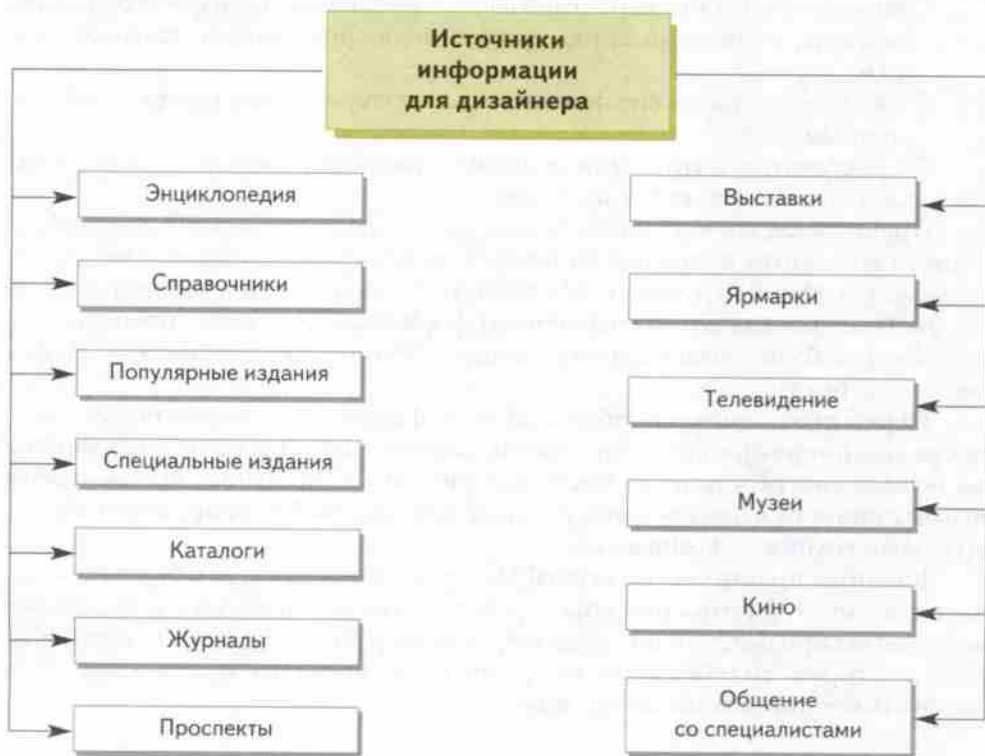 Источники
информации
для дизайнера
Энциклопедия
Справочники
Популярные издания
Специальные издания
Каталоги
Журналы
Проспекты
Выставки
Ярмарки
Телевидение
Музеи
Кино
Общение
со специалистами